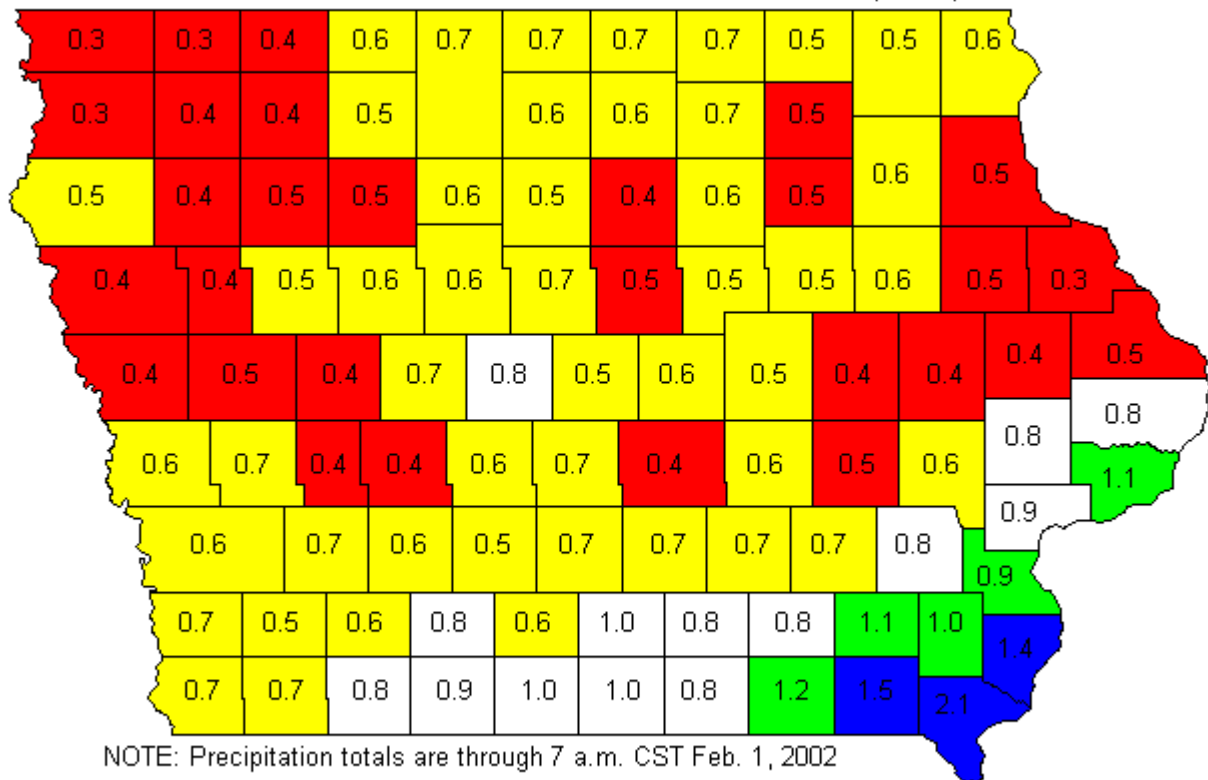 0.3 0.3 0.4 0.6 0.7 0.7 0.7 0.7 0.5 0.5 0.6
0.3 0.4 0.4 0.5 0.6 0.6 0.7 0.5
0.5 0.4 0.5 0.5 0.6 0.5 0.4 0.6 0.5 0.6 0.5
0.4 0.4 0.5 0.6 0.6 0.7 0.5 0.5 0.5 0.6 0.5 0.3
0.4 0.5 0.4 0.7 0.8 0.5 0.6 0.5 0.4 0.4 0.4 0.5
0.8
0.6 0.7 0.4 0.4 0.6 0.7 0.4 0.6 0.5 0.6 0.8 1.1
0.9
0.6 0.7 0.6 0.5 0.7 0.7 0.7 0.7 0.8
0.9
0.7 0.5 0.6 0.8 0.6 1.0 0.8 0.8 1.1 1.0
1.4
0.7 0.7 0.8 0.9 1.0 1.0 0.8 1.2 1.5 2.1
NOTE: Precipitation totals are through 7 a.m. CST Feb. 1, 2002